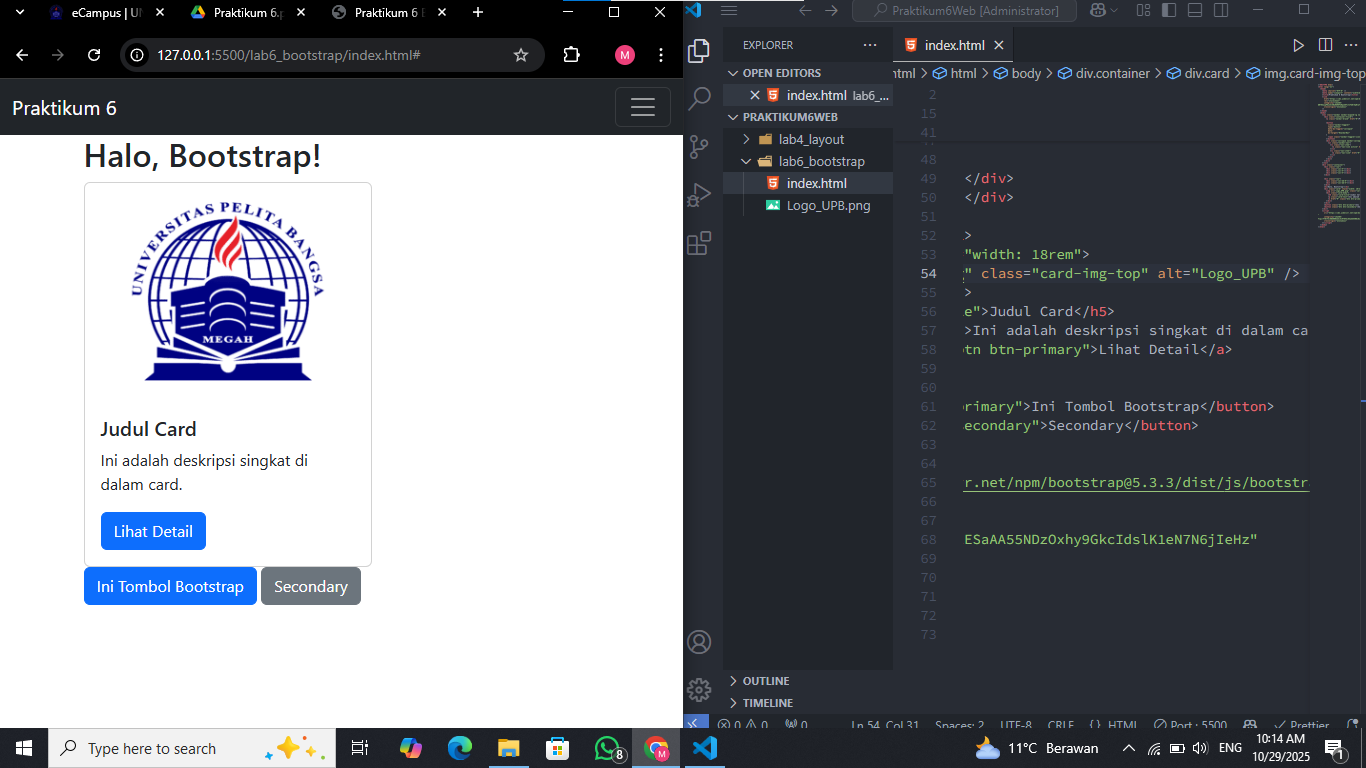 eCampus | UN
Praktikum 6.p
Praktikum 6 B
127.0.0.1:5500/lab6_bootstrap/index.html#
M
Praktikum 6
Halo, Bootstrap!
UNIVERSITAS PELITA BANGSA
MEGAH
Judul Card
Ini adalah deskripsi singkat di
dalam card.
Lihat Detail
Ini Tombol Bootstrap
Secondary
Praktikum6Web [Administrator]
EXPLORER
OPEN EDITORS
index.html lab6_...
PRAKTIKUM6WEB
lab4_layout
lab6_bootstrap
index.html
Logo_UPB.png
OUTLINE
TIMELINE
index.html
html > html > body > div.container > div.card > img.card-img-top
2
15
41
48
49 </div>
50 </div>
51
52 >
53 "width: 18rem">
54 " class="card-img-top" alt="Logo_UPB" />
55 >
56 e">Judul Card</h5>
57 >Ini adalah deskripsi singkat di dalam ca
58 tn btn-primary">Lihat Detail</a>
59
60
61 primary">Ini Tombol Bootstrap</button>
62 econdary">Secondary</button>
63
64
65 r.net/npm/bootstrap@5.3.3/dist/js/bootstr
66
67
68 ESaAA55NDzOxhy9GkcIdslK1eN7N6jIeHz"
69
70
71
72
73
0 0 0
Ln 54, Col 31 Spaces: 2 UTF-8 CRLF {} HTML Port : 5500 Prettier
Type here to search
8
M
11°C Berawan
ENG
10:14 AM
10/29/2025
1